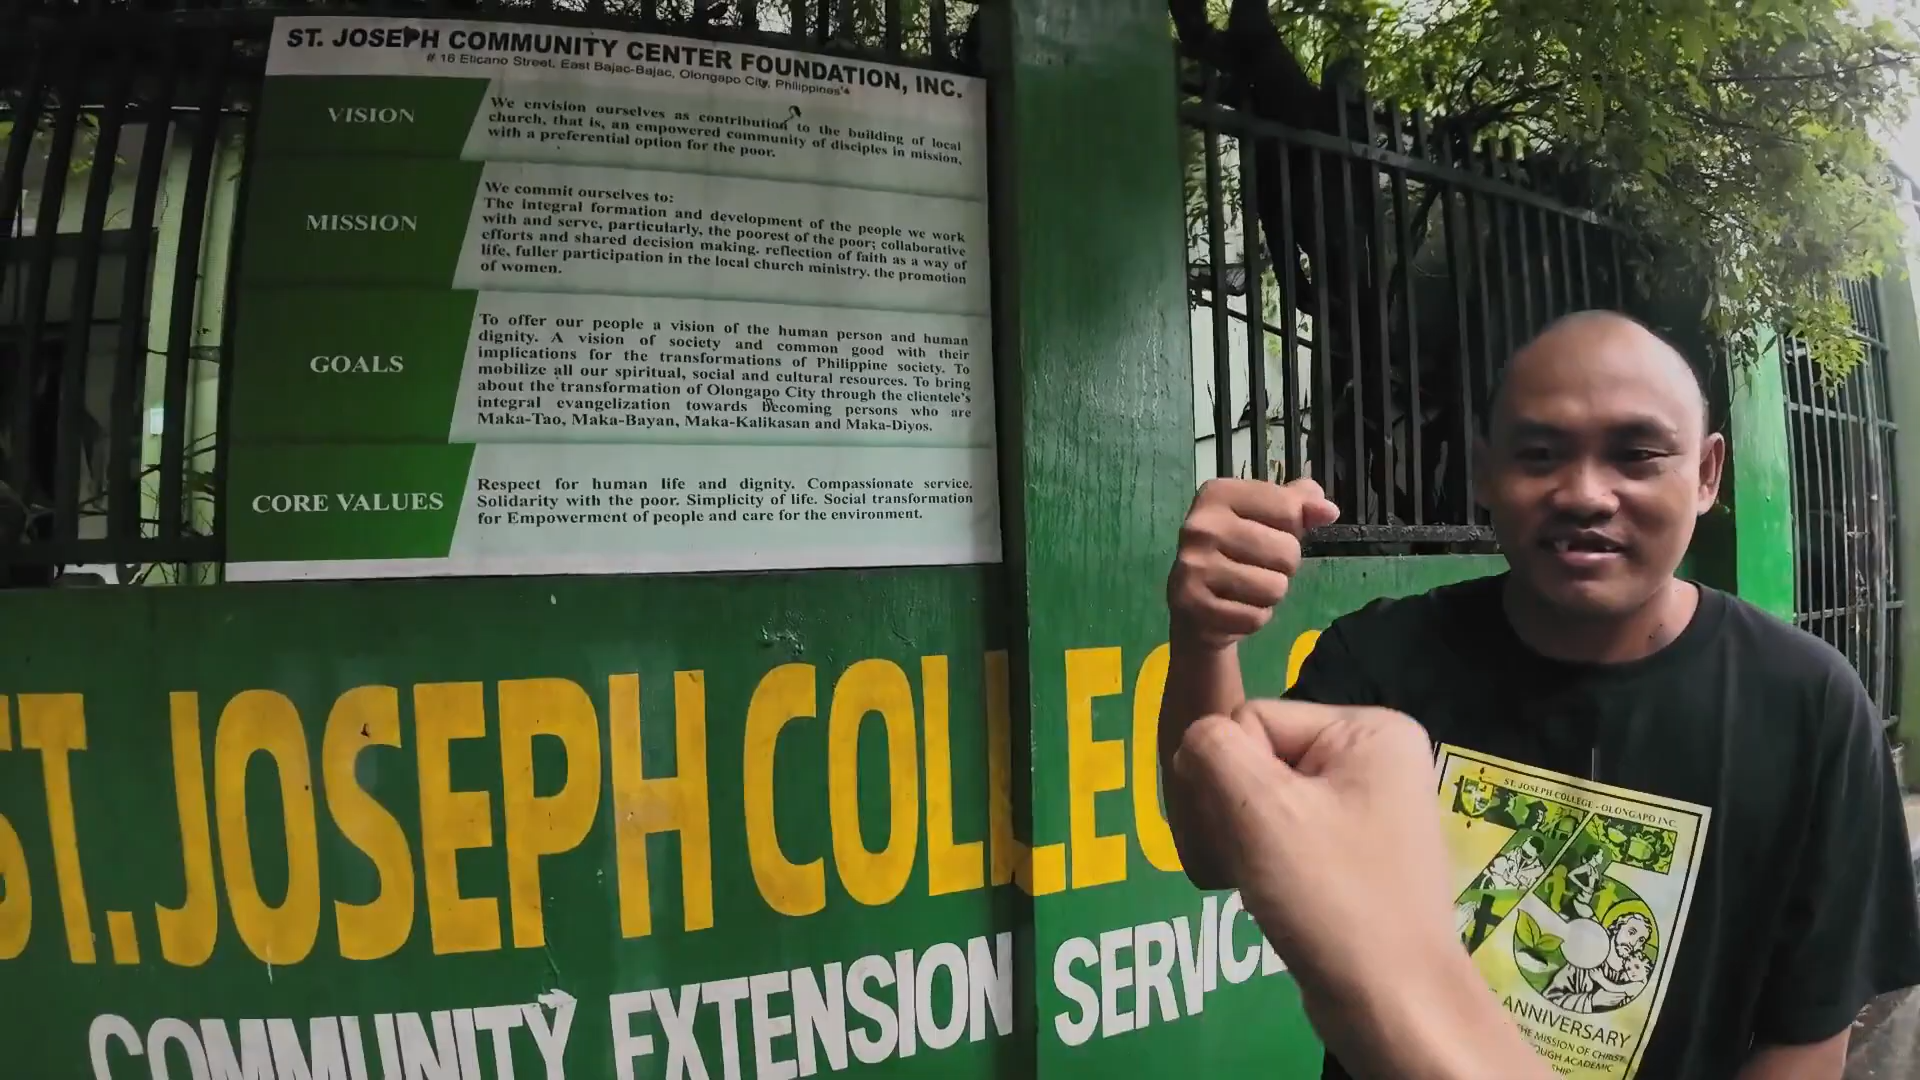 ST. JOSEPH COMMUNITY CENTER FOUNDATION, INC.
# 16 Elicano Street, East Bajac-Bajac, Olongapo City, Philippines
VISION
We envision ourselves as contribution to the building of local
church, that is, an empowered community of disciples in mission,
with a preferential option for the poor.
MISSION
We commit ourselves to:
The integral formation and development of the people we work
with and serve, particularly, the poorest of the poor; collaborative
efforts and shared decision making. reflection of faith as a way of
life, fuller participation in the local church ministry. the promotion
of women.
GOALS
To offer our people a vision of the human person and human
dignity. A vision of society and common good with their
implications for the transformations of Philippine society. To
mobilize all our spiritual, social and cultural resources. To bring
about the transformation of Olongapo City through the clientele's
integral evangelization towards Becoming persons who are
Maka-Tao, Maka-Bayan, Maka-Kalikasan and Maka-Diyos.
CORE VALUES
Respect for human life and dignity. Compassionate service.
Solidarity with the poor. Simplicity of life. Social transformation
for Empowerment of people and care for the environment.
ST. JOSEPH COLLEG
COMMUNITY EXTENSION SERVIC
ST. JOSEPH COLLEGE - OLONGAPO INC.
ANNIVERSARY
THE MISSION OF CHRIST
OUGH ACADEMIC